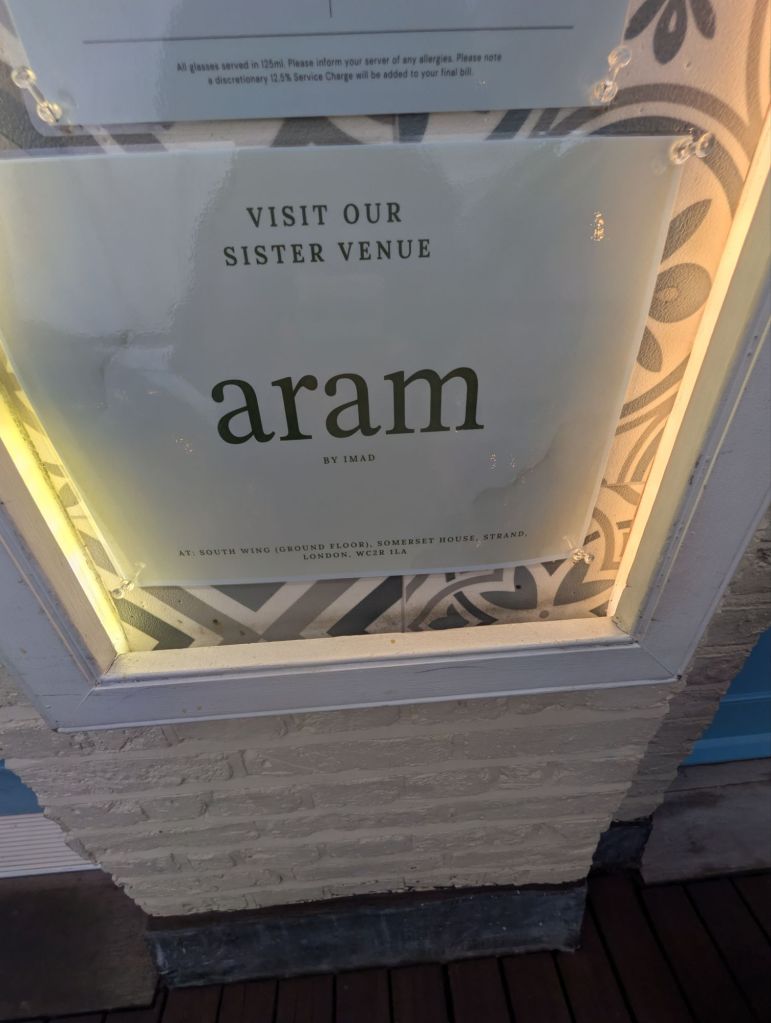 All glasses served in 125ml. Please inform your server of any allergies. Please note
a discretionary 12.5% Service Charge will be added to your final bill.
VISIT OUR
SISTER VENUE
aram
BY IMAD
AT: SOUTH WING (GROUND FLOOR), SOMERSET HOUSE, STRAND,
LONDON, WC2R 1LA